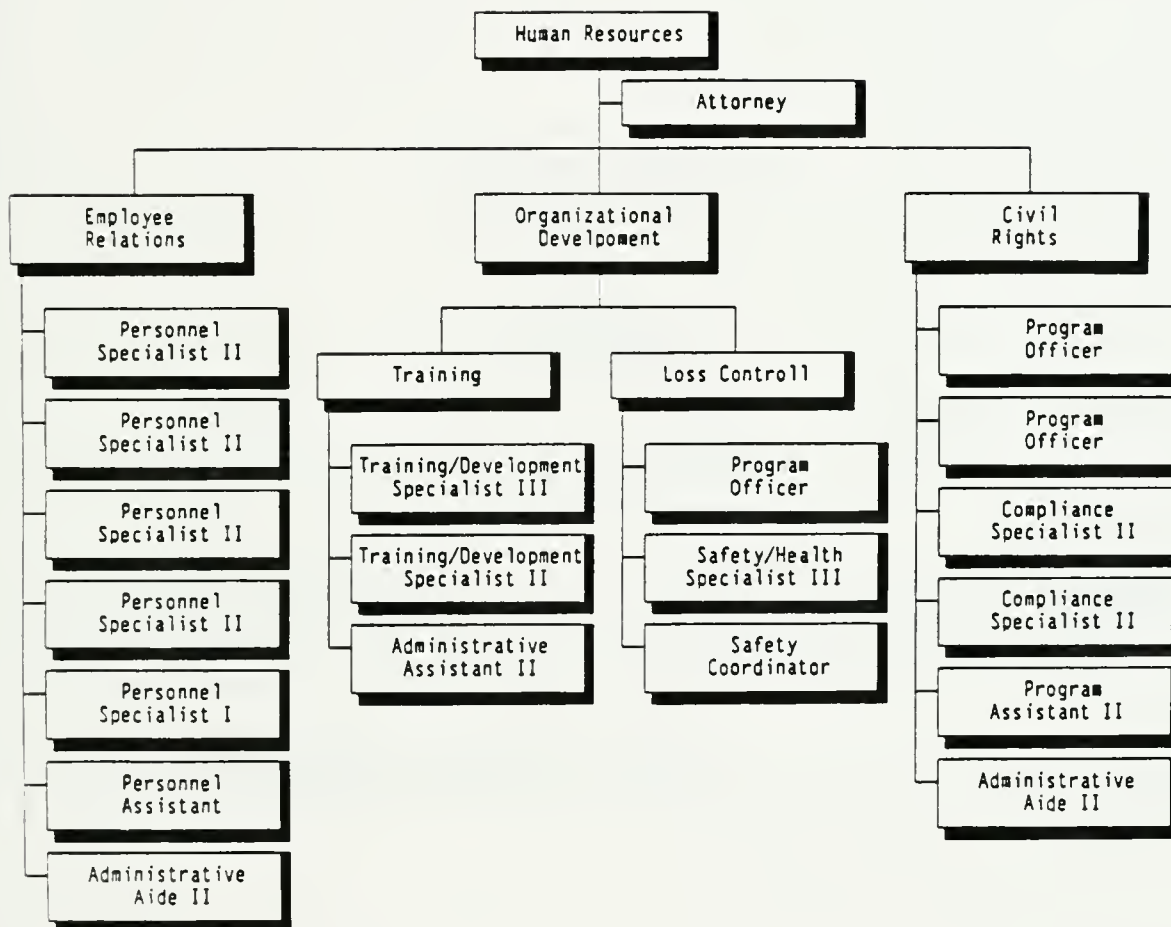 Human Resources
Attorney
Employee
Relations
Organizational
Develpoment
Civil
Rights
Personnel
Specialist II
Personnel
Specialist II
Personnel
Specialist II
Personnel
Specialist II
Personnel
Specialist I
Personnel
Assistant
Administrative
Aide II
Training
Training/Development
Specialist III
Training/Development
Specialist II
Administrative
Assistant II
Loss Controll
Program
Officer
Safety/Health
Specialist III
Safety
Coordinator
Program
Officer
Program
Officer
Compliance
Specialist II
Compliance
Specialist II
Program
Assistant II
Administrative
Aide II